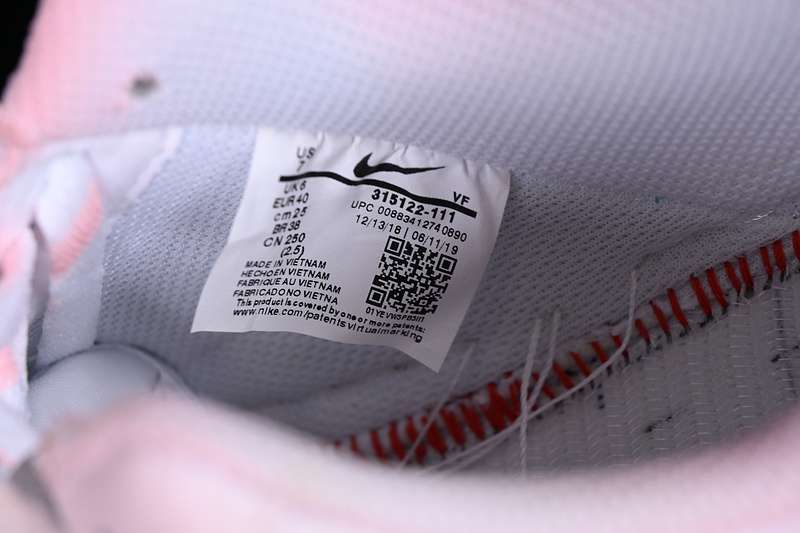 US
7
UK 6
EUR 40
cm 25
BR 38
CN 250
(2.5)
VF
315122-111
UPC 00883412740890
12/13/18 | 06/11/19
MADE IN VIETNAM
HECHO EN VIETNAM
FABRIQUE AU VIETNAM
FABRICADO NO VIETNA
This product is covered by one or more patents:
www.nike.com/patents virtual marking